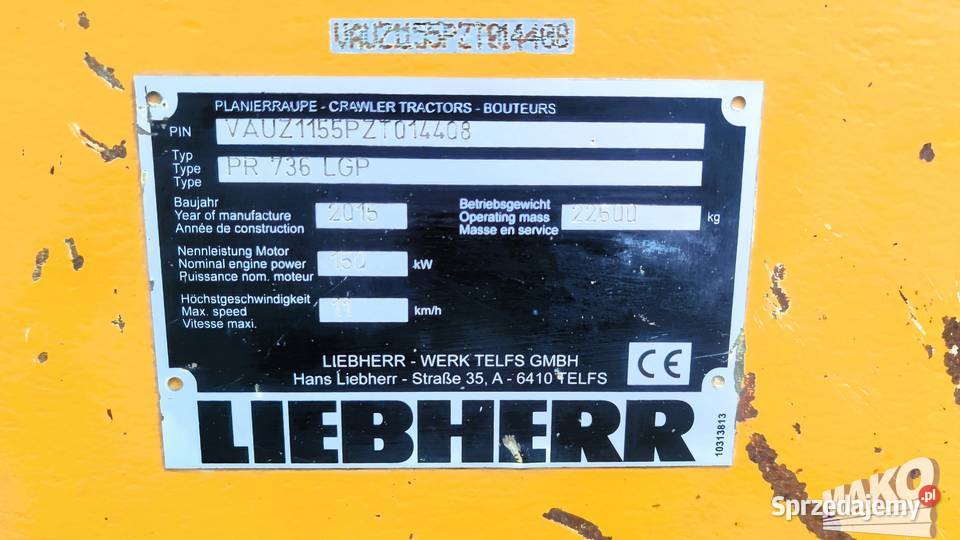 VAUZ1155PZT014408
PLANIERRAUPE - CRAWLER TRACTORS - BOUTEURS
PIN VAUZ1155PZT014408
Typ
Type PR 736 LGP
Type
Baujahr
Year of manufacture 2015
Année de construction
Betriebsgewicht
Operating mass 22500 kg
Masse en service
Nennleistung Motor
Nominal engine power 150 kW
Puissance nom. moteur
Höchstgeschwindigkeit
Max. speed 11 km/h
Vitesse maxi.
LIEBHERR - WERK TELFS GMBH
Hans Liebherr - Straße 35, A - 6410 TELFS
CE
LIEBHERR
10313813
MAKO
Sprzedajemy.pl